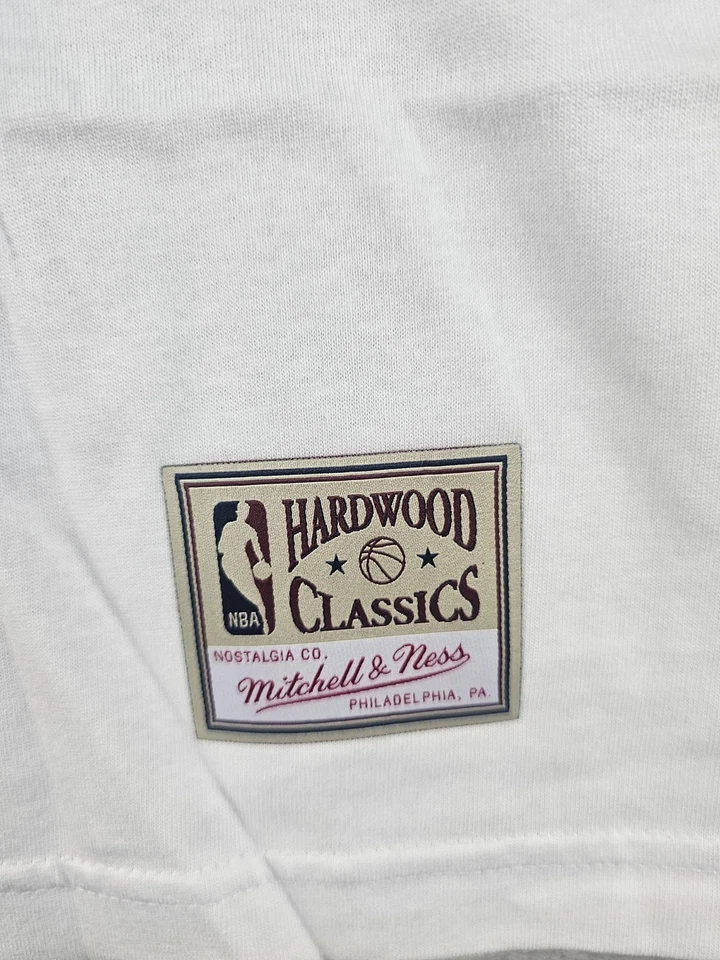 HARDWOOD
CLASSICS
NBA
NOSTALGIA CO.
Mitchell & Ness
PHILADELPHIA, PA.